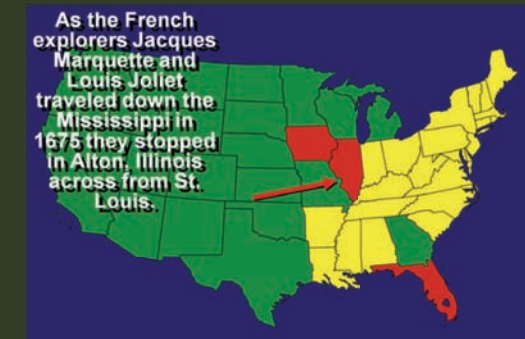 As the French
explorers Jacques
Marquette and
Louis Joliet
traveled down the
Mississippi in
1675 they stopped
in Alton, Illinois
across from St.
Louis.